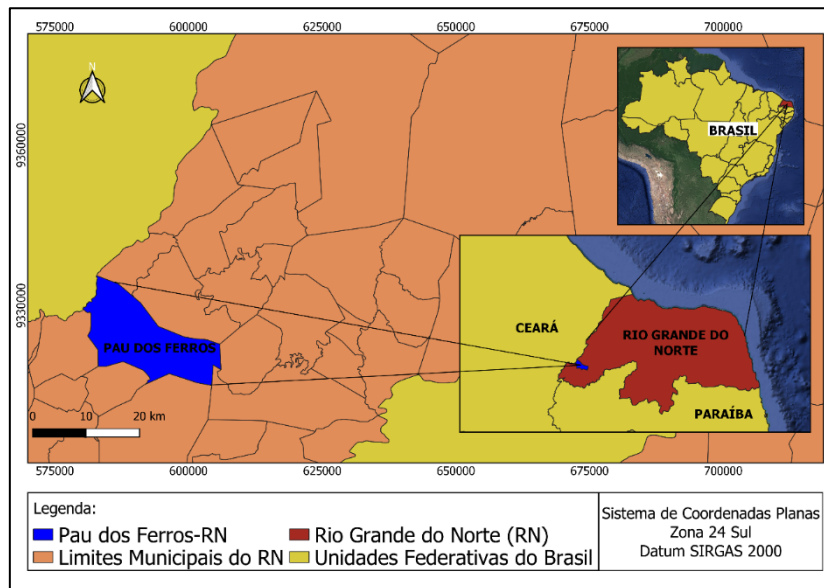 575000 600000 625000 650000 675000 700000
N
9360000
9330000
BRASIL
CEARÁ
RIO GRANDE DO
NORTE
PARAÍBA
PAU DOS FERROS
0 10 20 km
9360000
9330000
575000 600000 625000 650000 675000 700000
Legenda:
Pau dos Ferros-RN
Rio Grande do Norte (RN)
Limites Municipais do RN
Unidades Federativas do Brasil
Sistema de Coordenadas Planas
Zona 24 Sul
Datum SIRGAS 2000